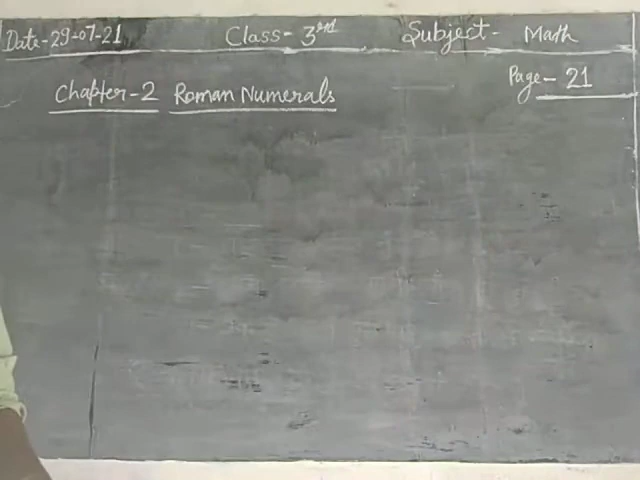 Date-29-07-21 Class- 3rd Subject- Math
Chapter-2 Roman Numerals Page- 21